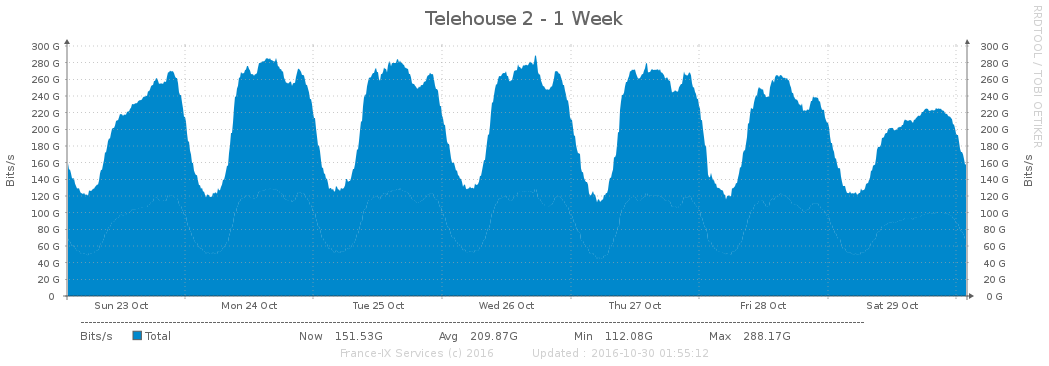 Telehouse 2 - 1 Week
RRDTOOL / TOBI OETIKER
Bits/s
300 G
280 G
260 G
240 G
220 G
200 G
180 G
160 G
140 G
120 G
100 G
80 G
60 G
40 G
20 G
0
300 G
280 G
260 G
240 G
220 G
200 G
180 G
160 G
140 G
120 G
100 G
80 G
60 G
40 G
20 G
0 G
Bits/s
Sun 23 Oct Mon 24 Oct Tue 25 Oct Wed 26 Oct Thu 27 Oct Fri 28 Oct Sat 29 Oct
Bits/s Total Now 151.53G Avg 209.87G Min 112.08G Max 288.17G
France-IX Services (c) 2016 Updated : 2016-10-30 01:55:12